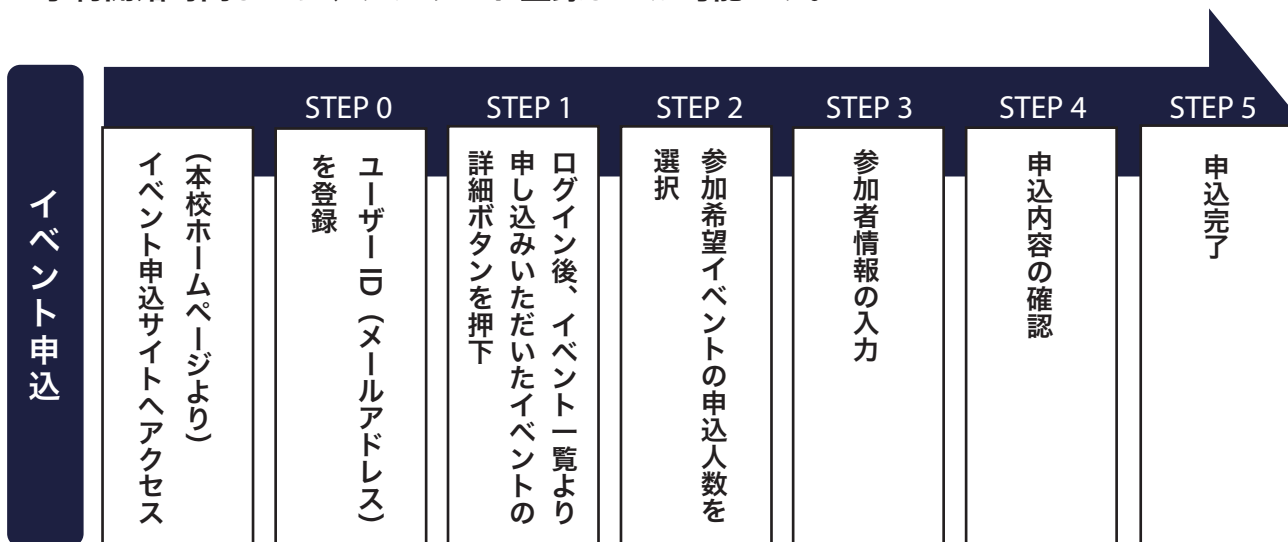 イベント申込
（本校ホームページより）
イベント申込サイトへアクセス
STEP 0
ユーザーID（メールアドレス）
を登録
STEP 1
ログイン後、イベント一覧より
申し込みいただいたイベントの
詳細ボタンを押下
STEP 2
参加希望イベントの申込人数を
選択
STEP 3
参加者情報の入力
STEP 4
申込内容の確認
STEP 5
申込完了